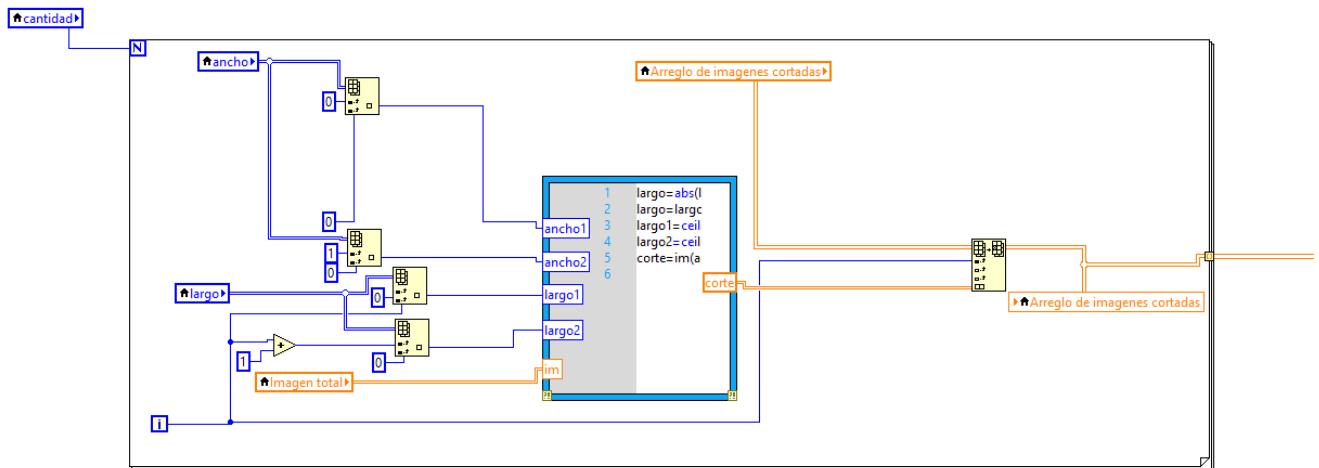 cantidad
N
ancho
Arreglo de imagenes cortadas
0
0
1 largo=abs(l
2 largo=largc
3 largo1=ceil
4 largo2=ceil
5 corte=im(a
6
ancho1
1
0
ancho2
corte
largo
0
largo1
Arreglo de imagenes cortadas
largo2
+
1
0
im
Imagen total
i